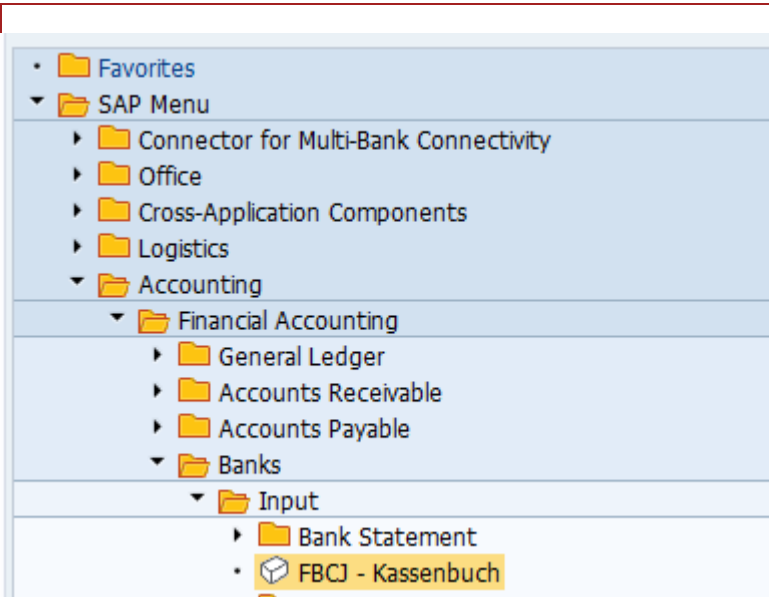 Favorites
SAP Menu
Connector for Multi-Bank Connectivity
Office
Cross-Application Components
Logistics
Accounting
Financial Accounting
General Ledger
Accounts Receivable
Accounts Payable
Banks
Input
Bank Statement
FBCJ - Kassenbuch